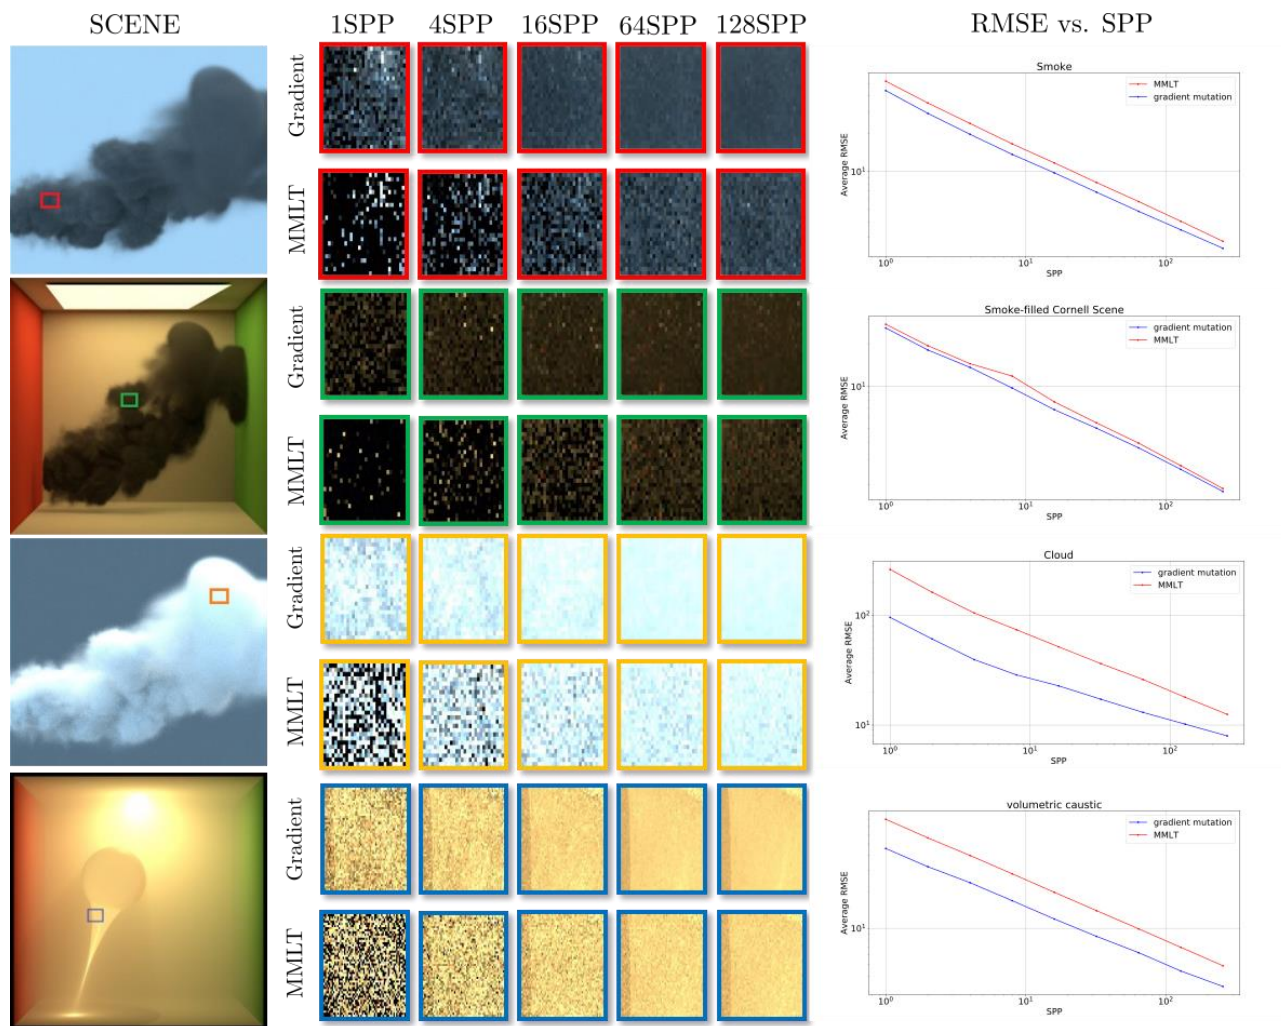 SCENE 1SPP 4SPP 16SPP 64SPP 128SPP RMSE vs. SPP
Gradient
MMLT
Smoke
MMLT
gradient mutation
Average RMSE
10¹
10⁰ 10¹ 10²
SPP
Gradient
MMLT
Smoke-filled Cornell Scene
gradient mutation
MMLT
Average RMSE
10¹
10⁰ 10¹ 10²
SPP
Gradient
MMLT
Cloud
gradient mutation
MMLT
Average RMSE
10²
10¹
10⁰ 10¹ 10²
SPP
Gradient
MMLT
volumetric caustic
gradient mutation
MMLT
Average RMSE
10¹
10⁰ 10¹ 10²
SPP